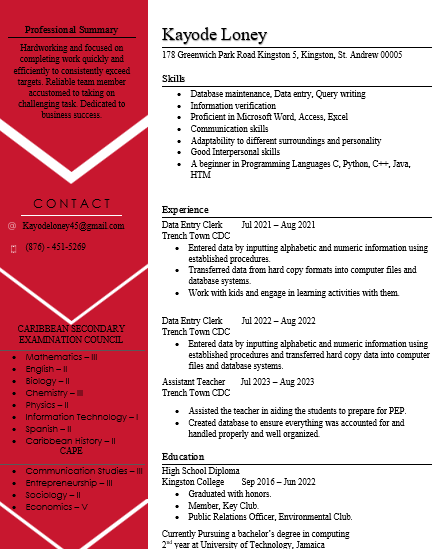 Professional Summary
Hardworking and focused on
completing work quickly and
efficiently to consistently exceed
targets. Reliable team member
accustomed to taking on
challenging task. Dedicated to
business success.
CONTACT
@ Kayodeloney45@gmail.com
(876) - 451-5269
CARIBBEAN SECONDARY
EXAMINATION COUNCIL
• Mathematics – III
• English – II
• Biology – II
• Chemistry – III
• Physics – II
• Information Technology – I
• Spanish – II
• Caribbean History – II
CAPE
• Communication Studies – III
• Entrepreneurship – III
• Sociology – II
• Economics – V
Kayode Loney
178 Greenwich Park Road Kingston 5, Kingston, St. Andrew 00005
Skills
• Database maintenance, Data entry, Query writing
• Information verification
• Proficient in Microsoft Word, Access, Excel
• Communication skills
• Adaptability to different surroundings and personality
• Good Interpersonal skills
• A beginner in Programming Languages C, Python, C++, Java,
HTM
Experience
Data Entry Clerk Jul 2021 – Aug 2021
Trench Town CDC
• Entered data by inputting alphabetic and numeric information using
established procedures.
• Transferred data from hard copy formats into computer files and
database systems.
• Work with kids and engage in learning activities with them.
Data Entry Clerk Jul 2022 – Aug 2022
Trench Town CDC
• Entered data by inputting alphabetic and numeric information using
established procedures and transferred hard copy data into computer
files and database systems.
Assistant Teacher Jul 2023 – Aug 2023
Trench Town CDC
• Assisted the teacher in aiding the students to prepare for PEP.
• Created database to ensure everything was accounted for and
handled properly and well organized.
Education
High School Diploma
Kingston College Sep 2016 – Jun 2022
• Graduated with honors.
• Member, Key Club.
• Public Relations Officer, Environmental Club.
Currently Pursuing a bachelor's degree in computing
2nd year at University of Technology, Jamaica